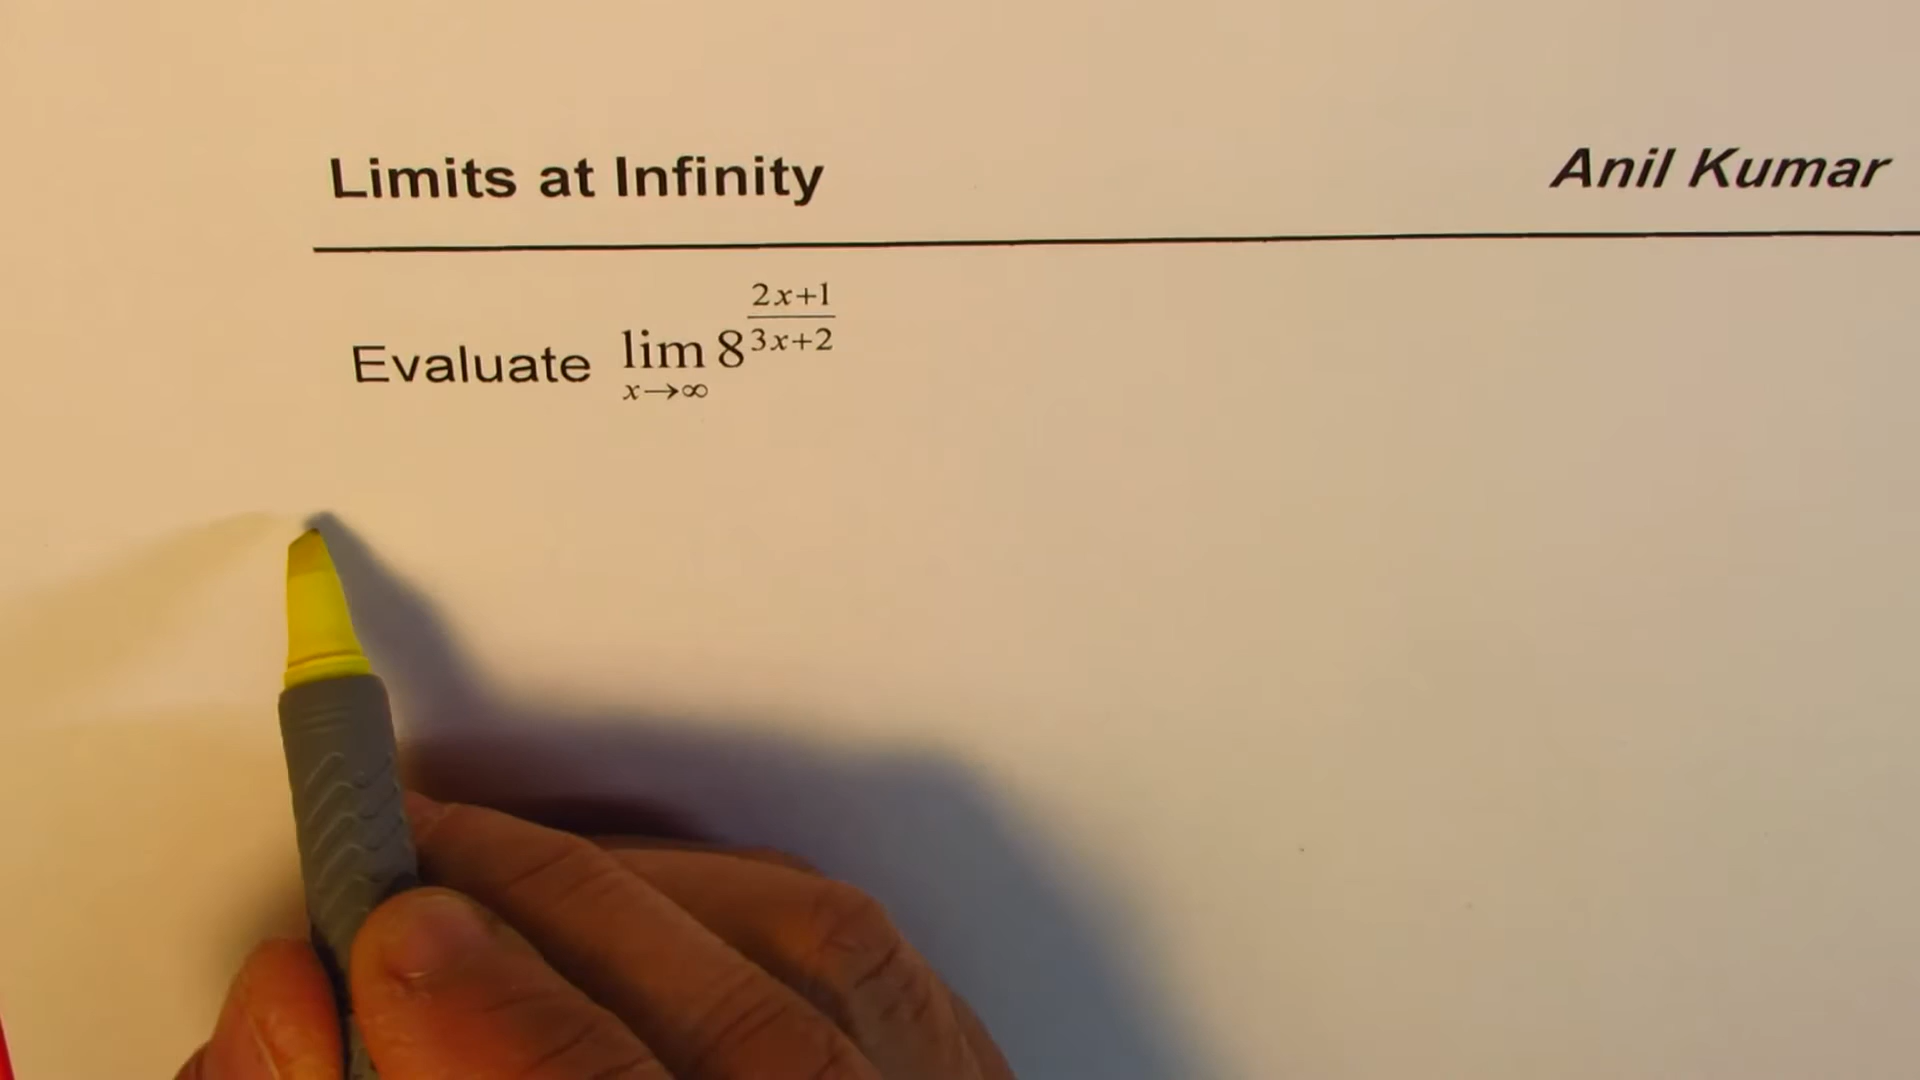 Limits at Infinity Anil Kumar
Evaluate lim x→∞ 8^((2x+1)/(3x+2))